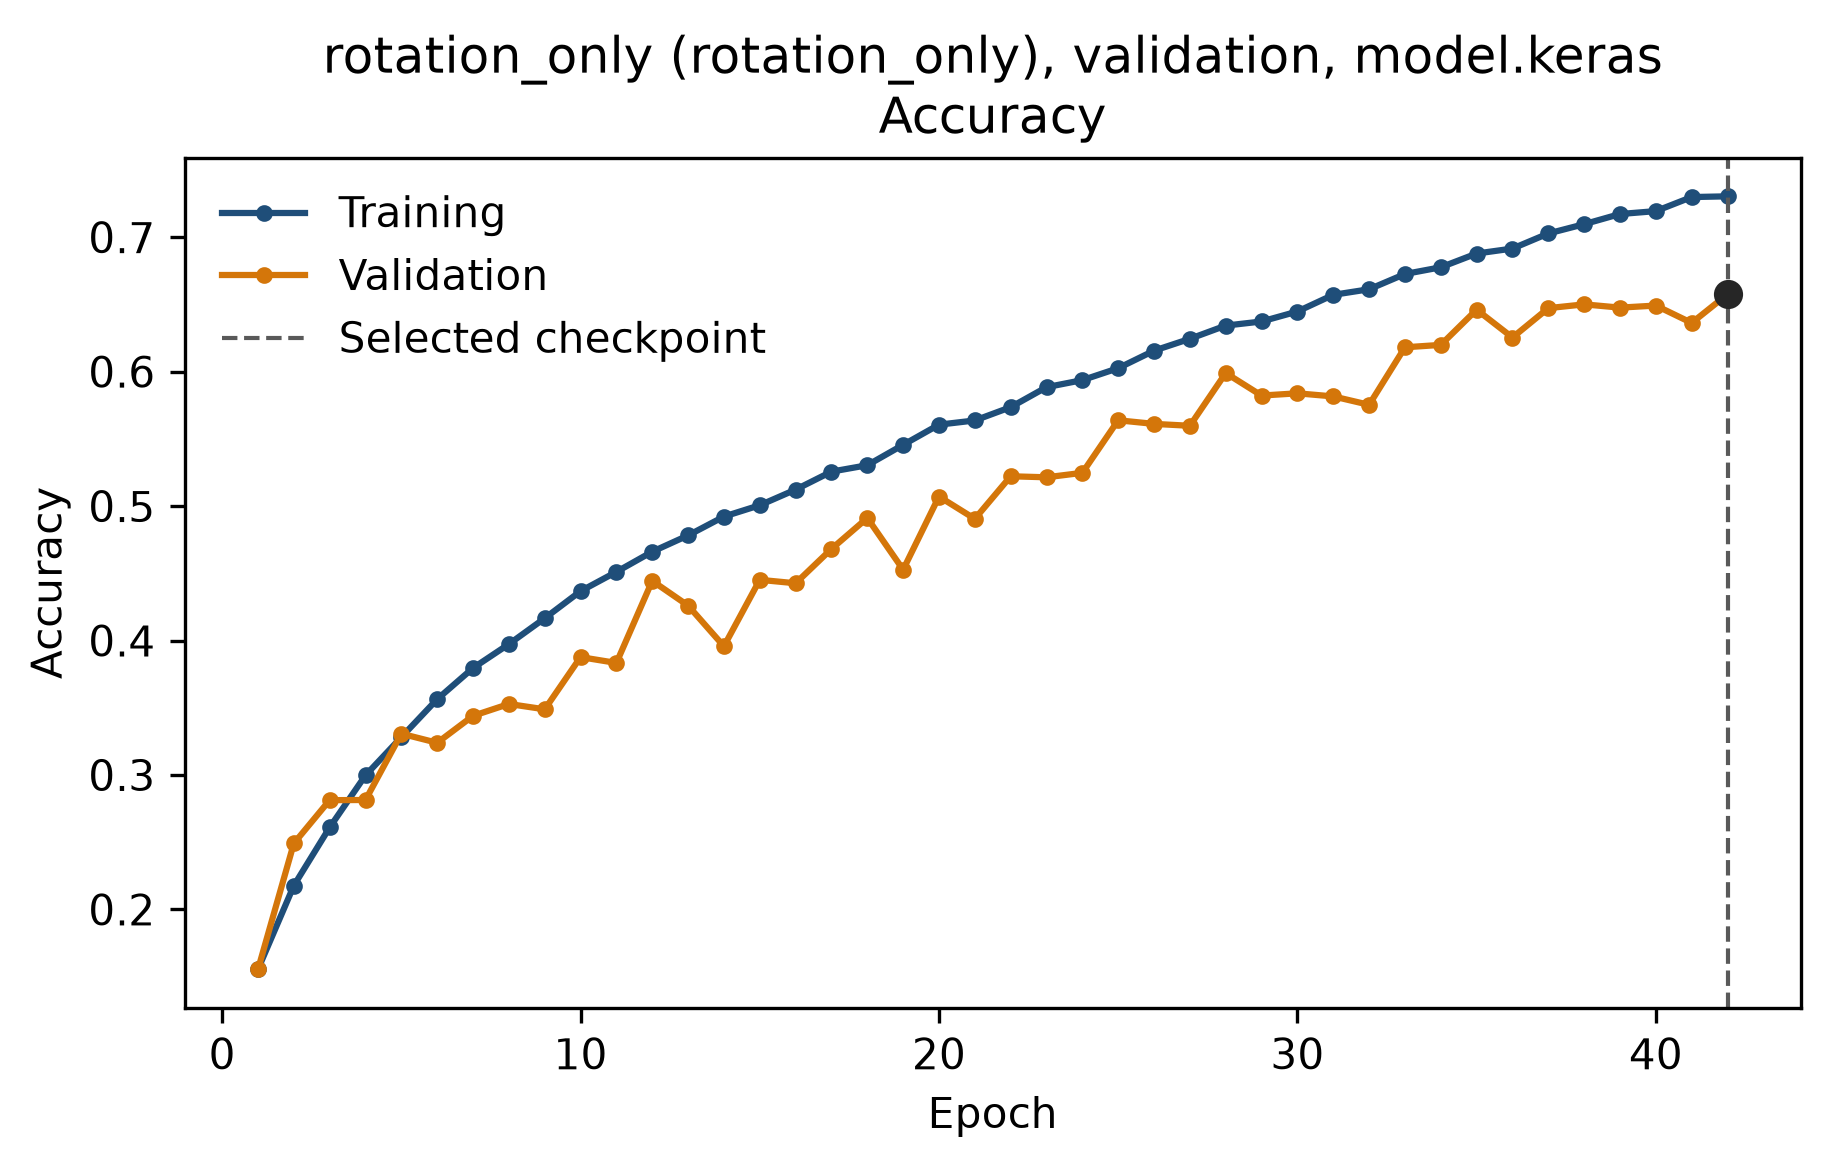 rotation_only (rotation_only), validation, model.keras
Accuracy
Training
Validation
Selected checkpoint
0.7
0.6
0.5
0.4
0.3
0.2
Accuracy
0
10
20
30
40
Epoch